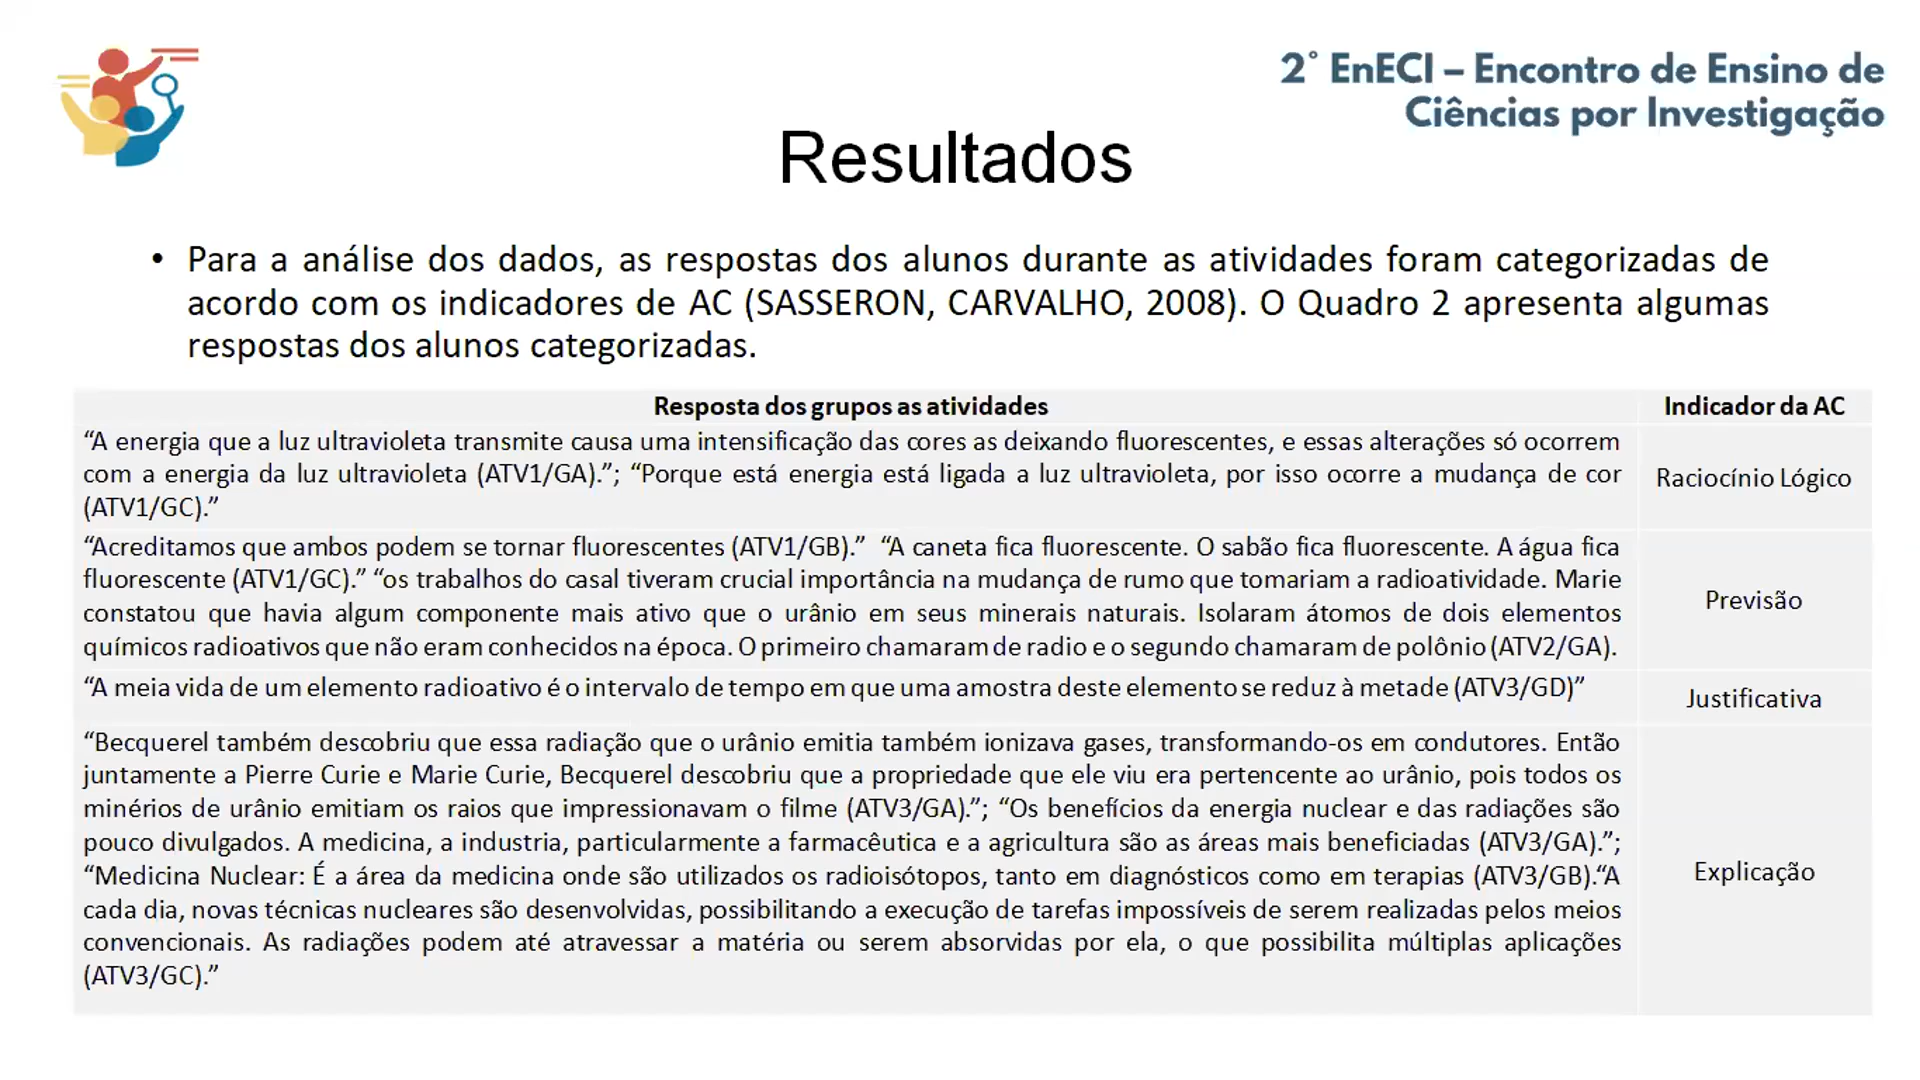 2° EnECI – Encontro de Ensino de
Ciências por Investigação
Resultados
• Para a análise dos dados, as respostas dos alunos durante as atividades foram categorizadas de
acordo com os indicadores de AC (SASSERON, CARVALHO, 2008). O Quadro 2 apresenta algumas
respostas dos alunos categorizadas.
Resposta dos grupos as atividades
Indicador da AC
“A energia que a luz ultravioleta transmite causa uma intensificação das cores as deixando fluorescentes, e essas alterações só ocorrem
com a energia da luz ultravioleta (ATV1/GA).”; “Porque está energia está ligada a luz ultravioleta, por isso ocorre a mudança de cor
(ATV1/GC).”
Raciocínio Lógico
“Acreditamos que ambos podem se tornar fluorescentes (ATV1/GB).” “A caneta fica fluorescente. O sabão fica fluorescente. A água fica
fluorescente (ATV1/GC).” “os trabalhos do casal tiveram crucial importância na mudança de rumo que tomariam a radioatividade. Marie
constatou que havia algum componente mais ativo que o urânio em seus minerais naturais. Isolaram átomos de dois elementos
químicos radioativos que não eram conhecidos na época. O primeiro chamaram de radio e o segundo chamaram de polônio (ATV2/GA).
Previsão
“A meia vida de um elemento radioativo é o intervalo de tempo em que uma amostra deste elemento se reduz à metade (ATV3/GD)”
Justificativa
“Becquerel também descobriu que essa radiação que o urânio emitia também ionizava gases, transformando-os em condutores. Então
juntamente a Pierre Curie e Marie Curie, Becquerel descobriu que a propriedade que ele viu era pertencente ao urânio, pois todos os
minérios de urânio emitiam os raios que impressionavam o filme (ATV3/GA).”; “Os benefícios da energia nuclear e das radiações são
pouco divulgados. A medicina, a industria, particularmente a farmacêutica e a agricultura são as áreas mais beneficiadas (ATV3/GA).”;
“Medicina Nuclear: É a área da medicina onde são utilizados os radioisótopos, tanto em diagnósticos como em terapias (ATV3/GB).“A
cada dia, novas técnicas nucleares são desenvolvidas, possibilitando a execução de tarefas impossíveis de serem realizadas pelos meios
convencionais. As radiações podem até atravessar a matéria ou serem absorvidas por ela, o que possibilita múltiplas aplicações
(ATV3/GC).”
Explicação